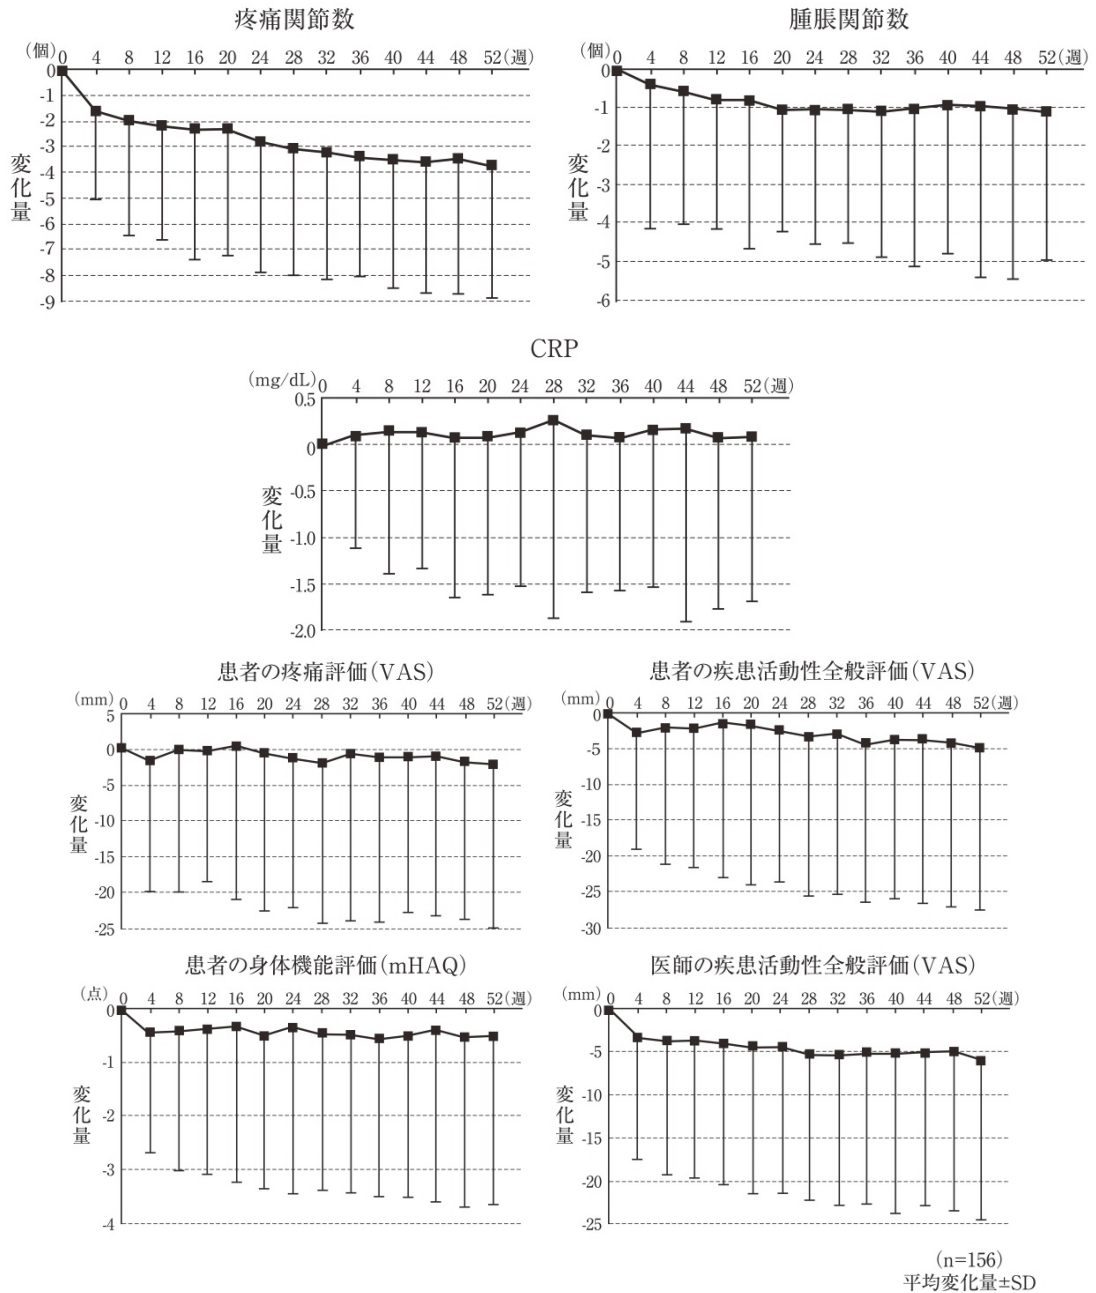 疼痛関節数
(個) 0 4 8 12 16 20 24 28 32 36 40 44 48 52(週)
0
-1
-2
-3
-4
-5
-6
-7
-8
-9
変化量
腫脹関節数
(個) 0 4 8 12 16 20 24 28 32 36 40 44 48 52(週)
0
-1
-2
-3
-4
-5
-6
変化量
CRP
(mg/dL) 0 4 8 12 16 20 24 28 32 36 40 44 48 52(週)
0.5
0
-0.5
-1.0
-1.5
-2.0
変化量
患者の疼痛評価(VAS)
(mm) 0 4 8 12 16 20 24 28 32 36 40 44 48 52(週)
5
0
-5
-10
-15
-20
-25
変化量
患者の疾患活動性全般評価(VAS)
(mm) 0 4 8 12 16 20 24 28 32 36 40 44 48 52(週)
0
-5
-10
-15
-20
-25
-30
変化量
患者の身体機能評価(mHAQ)
(点) 0 4 8 12 16 20 24 28 32 36 40 44 48 52(週)
0
-1
-2
-3
-4
変化量
医師の疾患活動性全般評価(VAS)
(mm) 0 4 8 12 16 20 24 28 32 36 40 44 48 52(週)
0
-5
-10
-15
-20
-25
変化量
(n=156)
平均変化量±SD